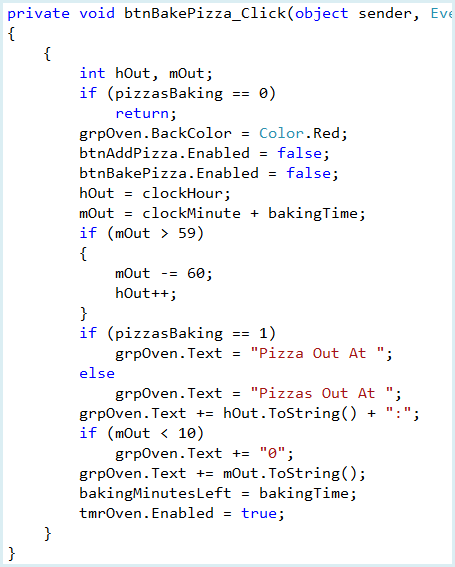 private void btnBakePizza_Click(object sender, Eve
{
    {
        int hOut, mOut;
        if (pizzasBaking == 0)
            return;
        grpOven.BackColor = Color.Red;
        btnAddPizza.Enabled = false;
        btnBakePizza.Enabled = false;
        hOut = clockHour;
        mOut = clockMinute + bakingTime;
        if (mOut > 59)
        {
            mOut -= 60;
            hOut++;
        }
        if (pizzasBaking == 1)
            grpOven.Text = "Pizza Out At ";
        else
            grpOven.Text = "Pizzas Out At ";
        grpOven.Text += hOut.ToString() + ":";
        if (mOut < 10)
            grpOven.Text += "0";
        grpOven.Text += mOut.ToString();
        bakingMinutesLeft = bakingTime;
        tmrOven.Enabled = true;
    }
}